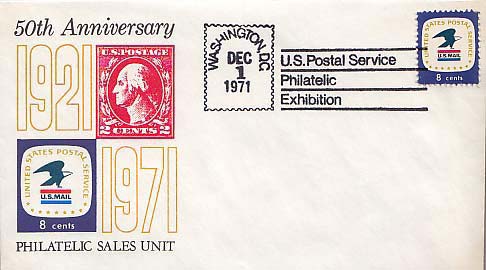 50th Anniversary
1921
U.S. POSTAGE
2 CENTS 2
UNITED STATES POSTAL SERVICE
U.S. MAIL
8 cents
1971
PHILATELIC SALES UNIT
WASHINGTON, DC
DEC
1
1971
U.S. Postal Service
Philatelic
Exhibition
UNITED STATES POSTAL SERVICE
U.S. MAIL
8 cents